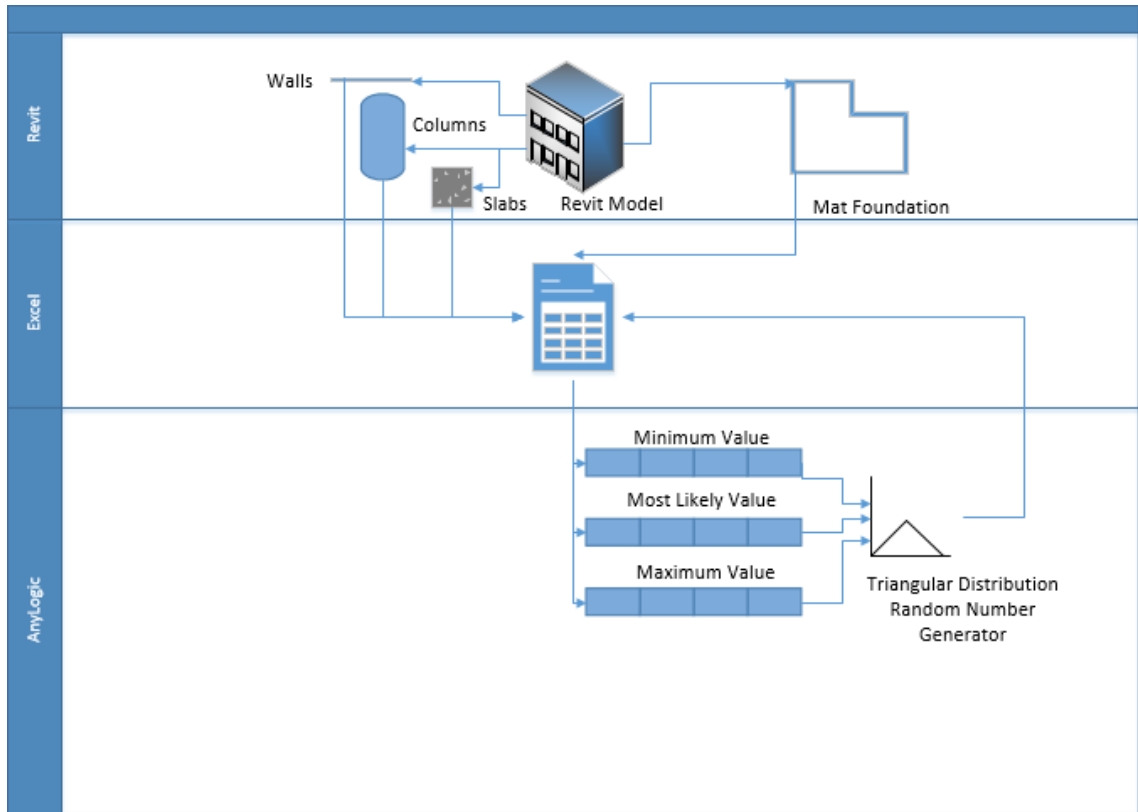 Revit
Walls
Columns
Slabs
Revit Model
Mat Foundation
Excel
AnyLogic
Minimum Value
Most Likely Value
Maximum Value
Triangular Distribution
Random Number
Generator